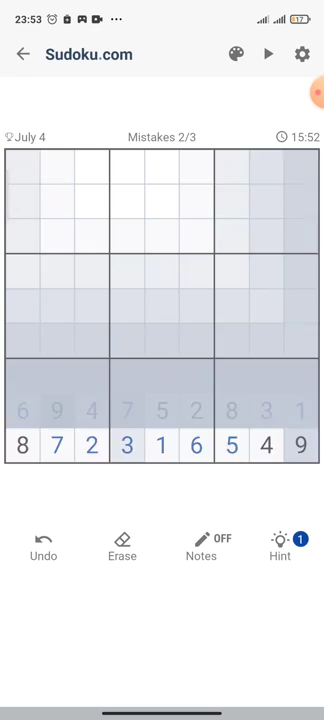 23:53
17
Sudoku.com
July 4 Mistakes 2/3 15:52
6 9 4 7 5 2 8 3 1
8 7 2 3 1 6 5 4 9
OFF 1
Undo Erase Notes Hint